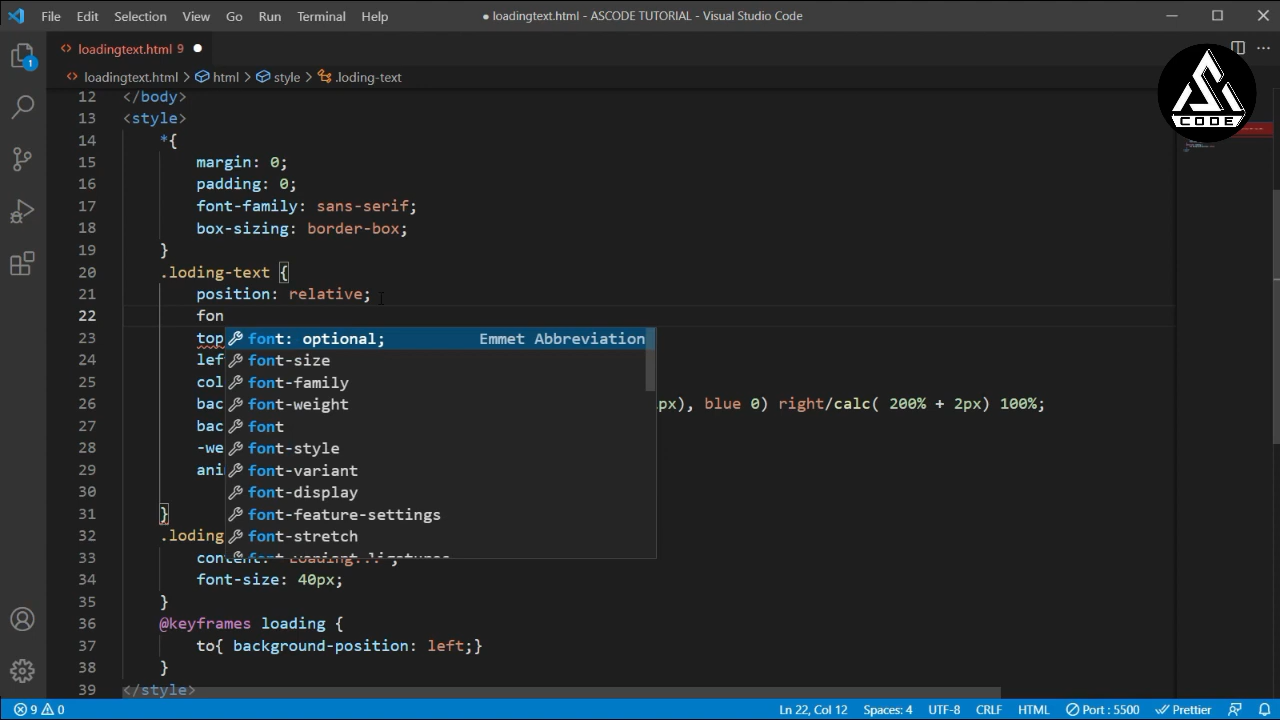 File Edit Selection View Go Run Terminal Help ● loadingtext.html - ASCODE TUTORIAL - Visual Studio Code
<> loadingtext.html 9 ●
<> loadingtext.html > html > style > .loding-text
CODE
12 </body>
13 <style>
14 *{
15 margin: 0;
16 padding: 0;
17 font-family: sans-serif;
18 box-sizing: border-box;
19 }
20 .loding-text {
21 position: relative;
22 fon
23 top font: optional; Emmet Abbreviation
24 lef font-size
25 col font-family
26 bac font-weight px), blue 0) right/calc( 200% + 2px) 100%;
27 bac font
28 -we font-style
29 ani font-variant
30 font-display
31 } font-feature-settings
32 .loding font-stretch
33 content: "Loading...";
34 font-size: 40px;
35 }
36 @keyframes loading {
37 to{ background-position: left;}
38 }
39 </style>
1
9 0 Ln 22, Col 12 Spaces: 4 UTF-8 CRLF HTML Port : 5500 Prettier